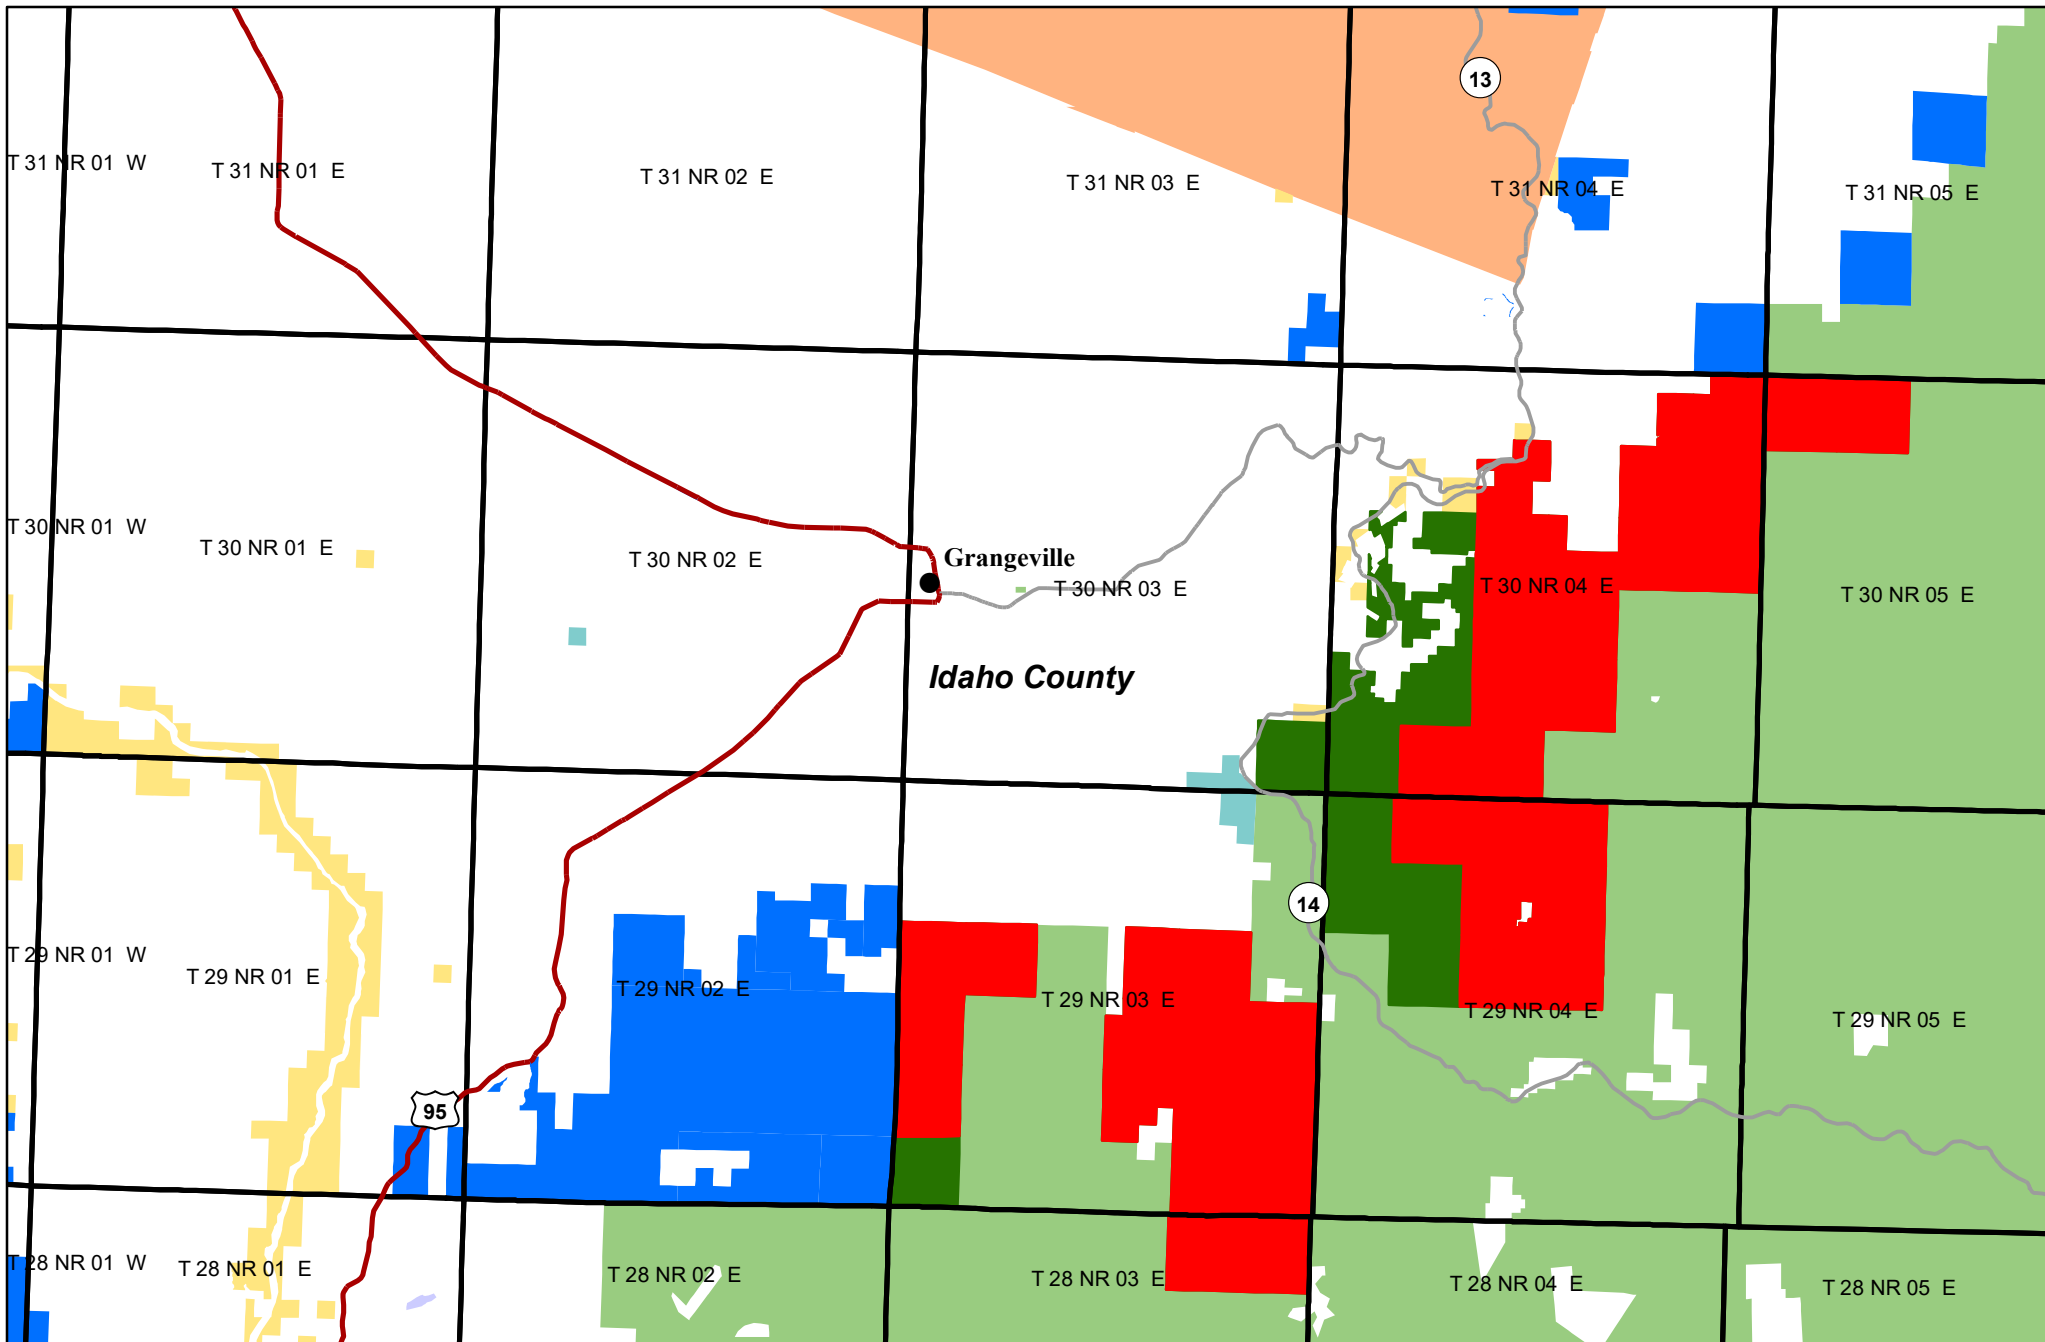 13
T 31 NR 01 W
T 31 NR 01 E
T 31 NR 02 E
T 31 NR 03 E
T 31 NR 04 E
T 31 NR 05 E
T 30 NR 01 W
T 30 NR 01 E
T 30 NR 02 E
Grangeville
T 30 NR 03 E
T 30 NR 04 E
T 30 NR 05 E
Idaho County
14
T 29 NR 01 W
T 29 NR 01 E
T 29 NR 02 E
T 29 NR 03 E
T 29 NR 04 E
T 29 NR 05 E
95
T 28 NR 01 W
T 28 NR 01 E
T 28 NR 02 E
T 28 NR 03 E
T 28 NR 04 E
T 28 NR 05 E